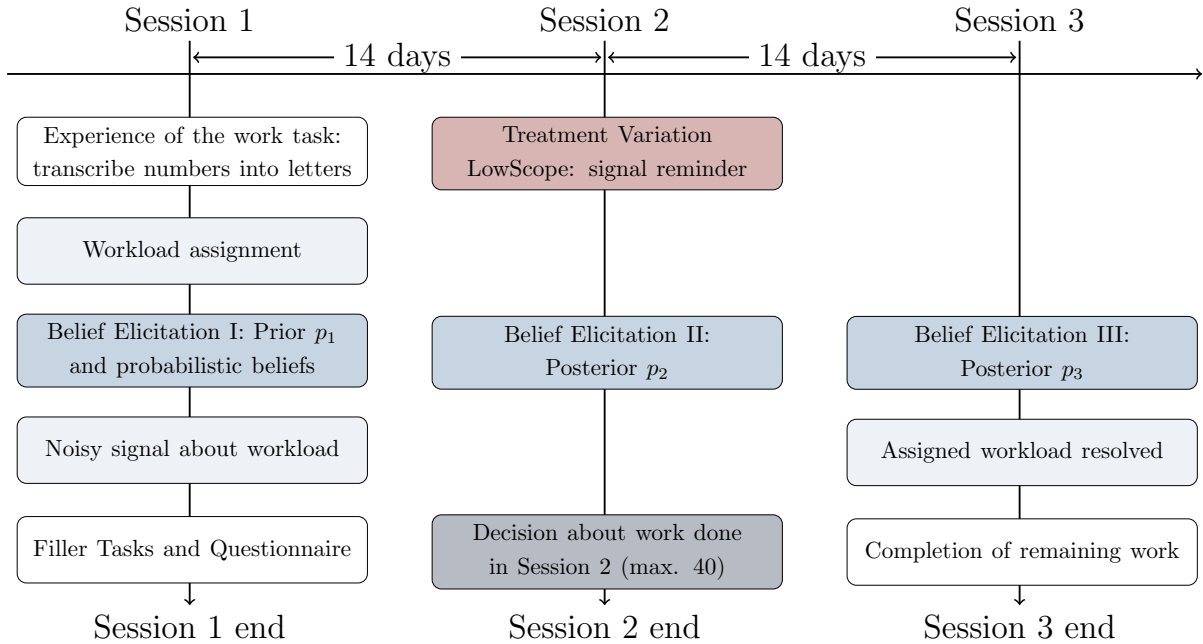 Session 1
Session 2
Session 3
14 days
14 days
Experience of the work task:
transcribe numbers into letters
Workload assignment
Belief Elicitation I: Prior p₁
and probabilistic beliefs
Noisy signal about workload
Filler Tasks and Questionnaire
Session 1 end
Treatment Variation
LowScope: signal reminder
Belief Elicitation II:
Posterior p₂
Decision about work done
in Session 2 (max. 40)
Session 2 end
Belief Elicitation III:
Posterior p₃
Assigned workload resolved
Completion of remaining work
Session 3 end